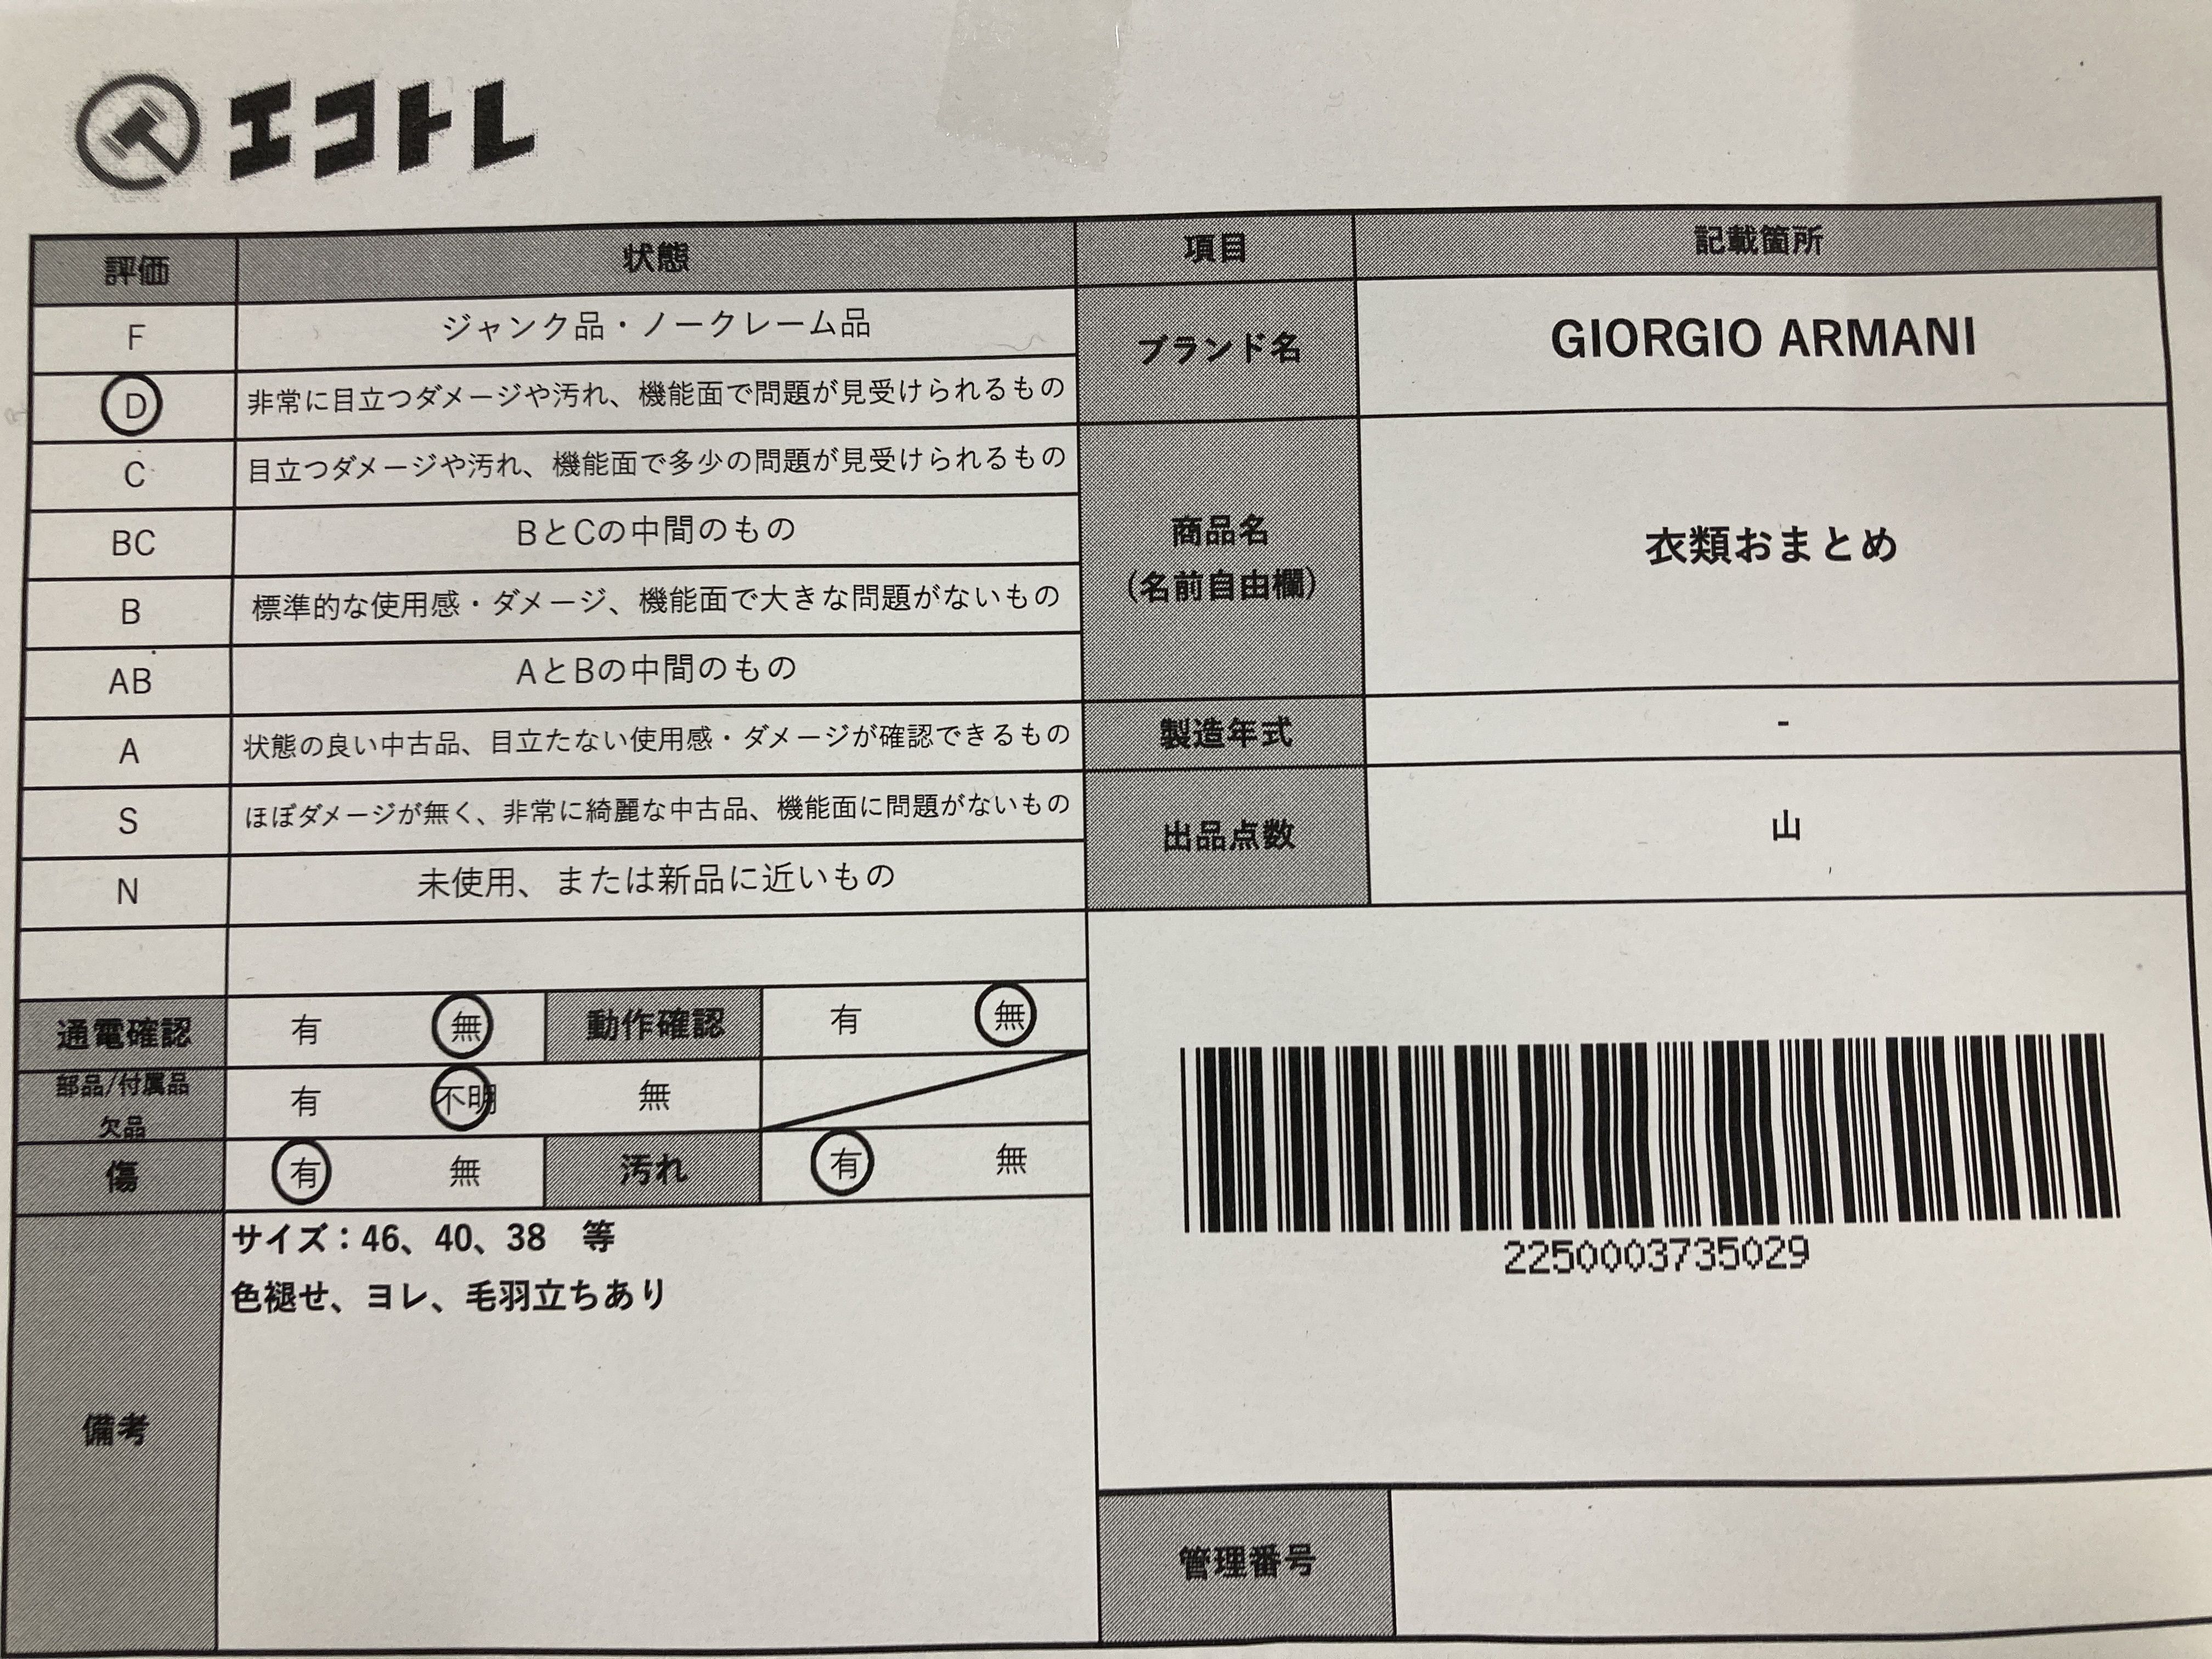 エコトレ
評価 状態 項目 記載箇所
F ジャンク品・ノークレーム品
ブランド名 GIORGIO ARMANI
D 非常に目立つダメージや汚れ、機能面で問題が見受けられるもの
C 目立つダメージや汚れ、機能面で多少の問題が見受けられるもの
BC BとCの中間のもの
商品名
(名前自由欄)
衣類おまとめ
B 標準的な使用感・ダメージ、機能面で大きな問題がないもの
AB AとBの中間のもの
A 状態の良い中古品、目立たない使用感・ダメージが確認できるもの
製造年式 -
S ほぼダメージが無く、非常に綺麗な中古品、機能面に問題がないもの
出品点数 山
N 未使用、または新品に近いもの
通電確認 有 無 動作確認 有 無
部品/付属品
欠品
有 不明 無
傷 有 無 汚れ 有 無
備考
サイズ：46、40、38 等
色褪せ、ヨレ、毛羽立ちあり
2250003735029
管理番号